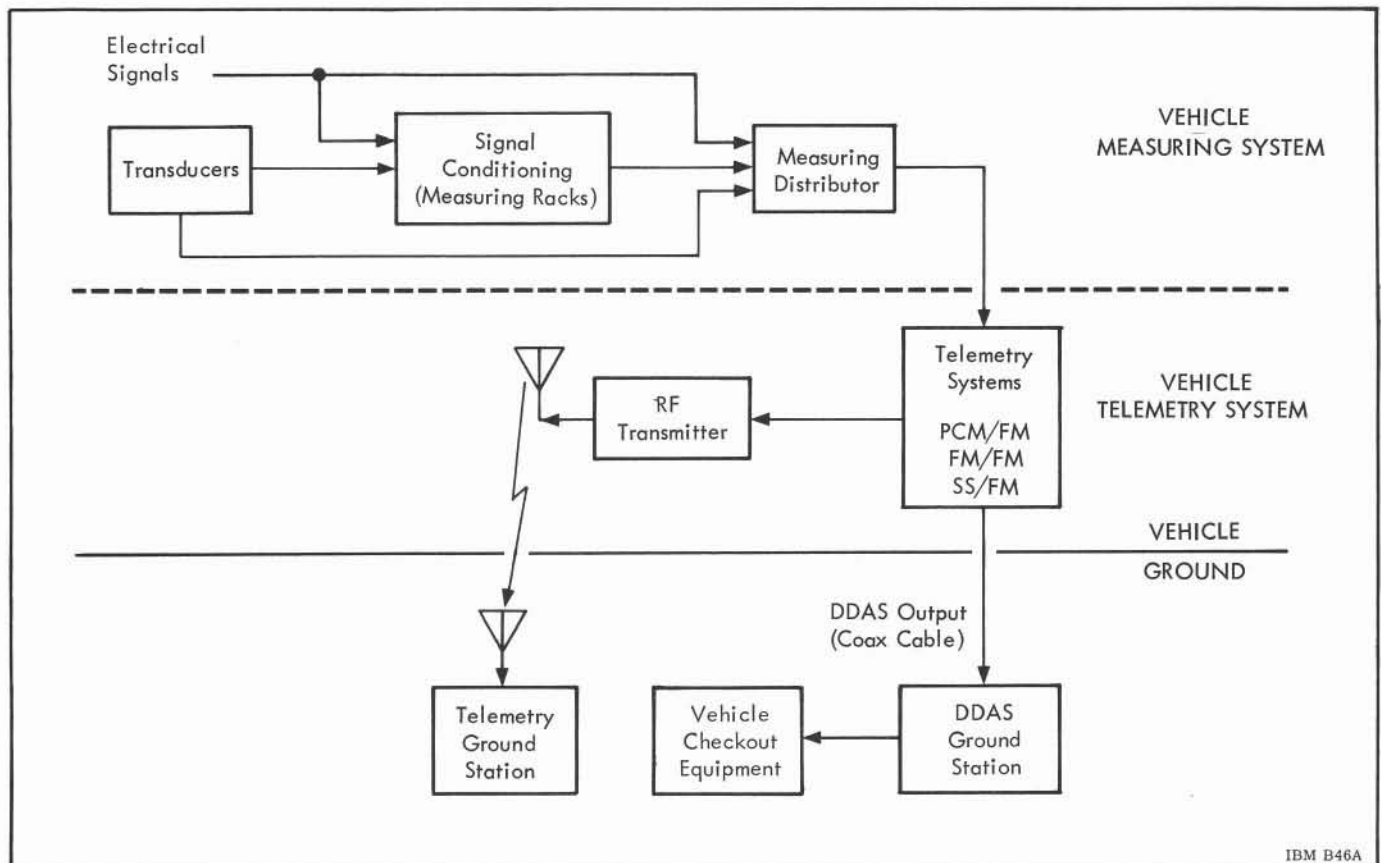 Electrical
Signals
Transducers
Signal
Conditioning
(Measuring Racks)
Measuring
Distributor
VEHICLE
MEASURING SYSTEM
Telemetry
Systems
PCM/FM
FM/FM
SS/FM
RF
Transmitter
VEHICLE
TELEMETRY SYSTEM
VEHICLE
GROUND
DDAS Output
(Coax Cable)
Telemetry
Ground
Station
Vehicle
Checkout
Equipment
DDAS
Ground
Station
IBM B46A